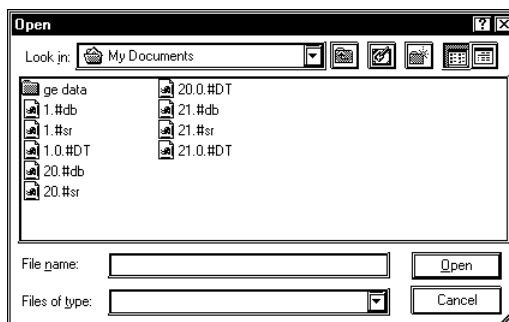 Open
Look in: My Documents
ge data
1.#db
1.#sr
1.0.#DT
20.#db
20.#sr
20.0.#DT
21.#db
21.#sr
21.0.#DT
File name:
Open
Files of type:
Cancel